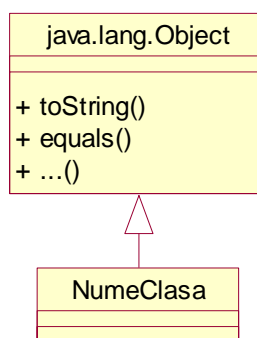 java.lang.Object
+ toString()
+ equals()
+ ...()
NumeClasa